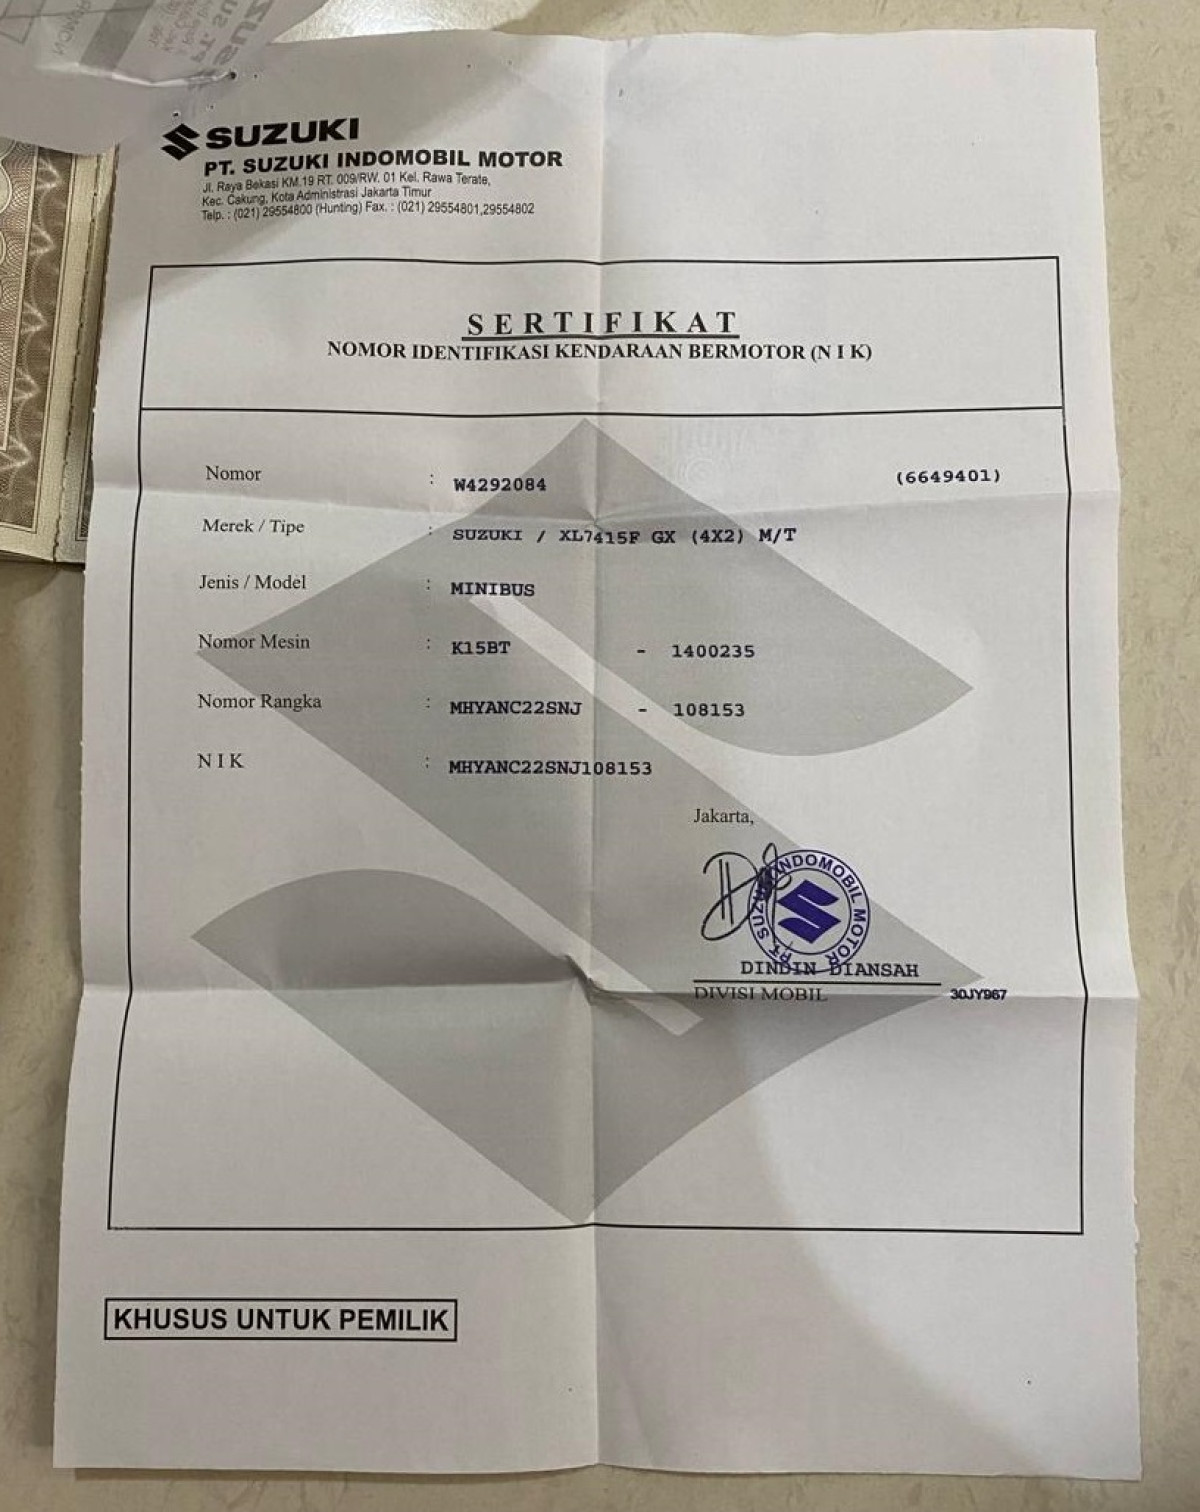 SUZUKI
PT. SUZUKI INDOMOBIL MOTOR
Jl. Raya Bekasi KM.19 RT. 009/RW. 01 Kel. Rawa Terate,
Kec. Cakung, Kota Administrasi Jakarta Timur
Telp. : (021) 29554800 (Hunting) Fax. : (021) 29554801,29554802
SERTIFIKAT
NOMOR IDENTIFIKASI KENDARAAN BERMOTOR (N I K)
Nomor : W4292084 (6649401)
Merek / Tipe : SUZUKI / XL7415F GX (4X2) M/T
Jenis / Model : MINIBUS
Nomor Mesin : K15BT - 1400235
Nomor Rangka : MHYANC22SNJ - 108153
N I K : MHYANC22SNJ108153
Jakarta,
PT. SUZUKI INDOMOBIL MOTOR
DINDIN DIANSAH
DIVISI MOBIL 30JY967
KHUSUS UNTUK PEMILIK